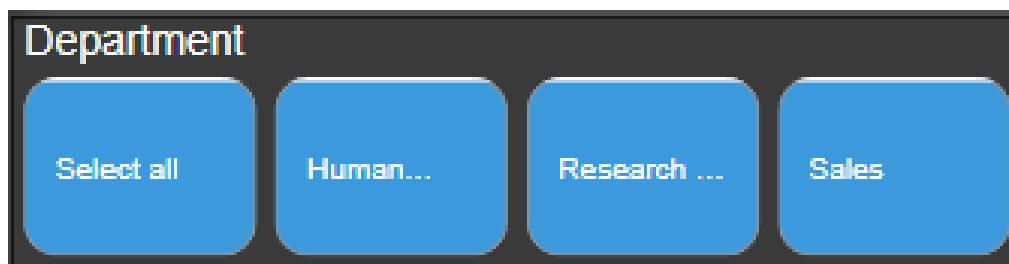 Department
Select all
Human...
Research ...
Sales